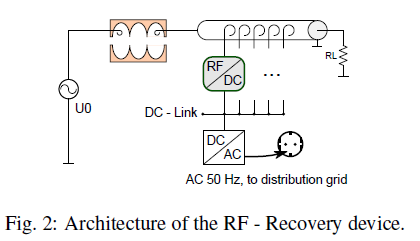 RL
RF
DC
...
U0
DC - Link
DC
AC
AC 50 Hz, to distribution grid
Fig. 2: Architecture of the RF - Recovery device.